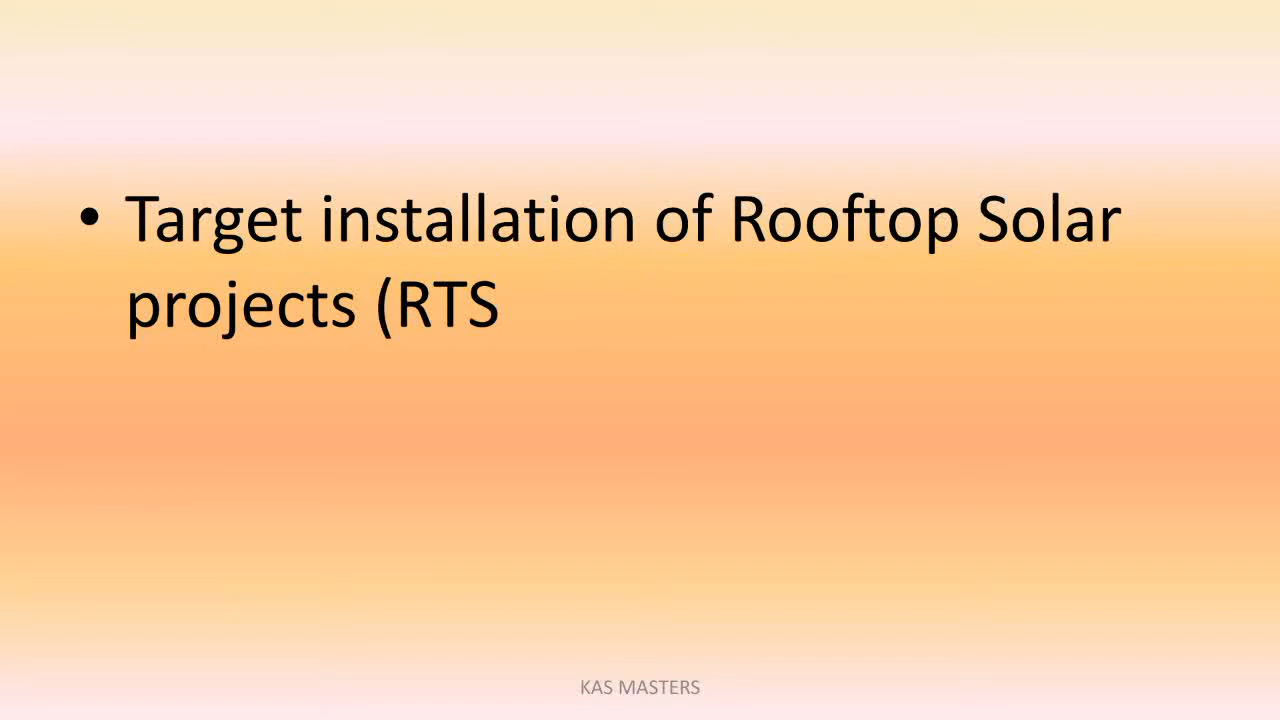 • Target installation of Rooftop Solar
projects (RTS
KAS MASTERS